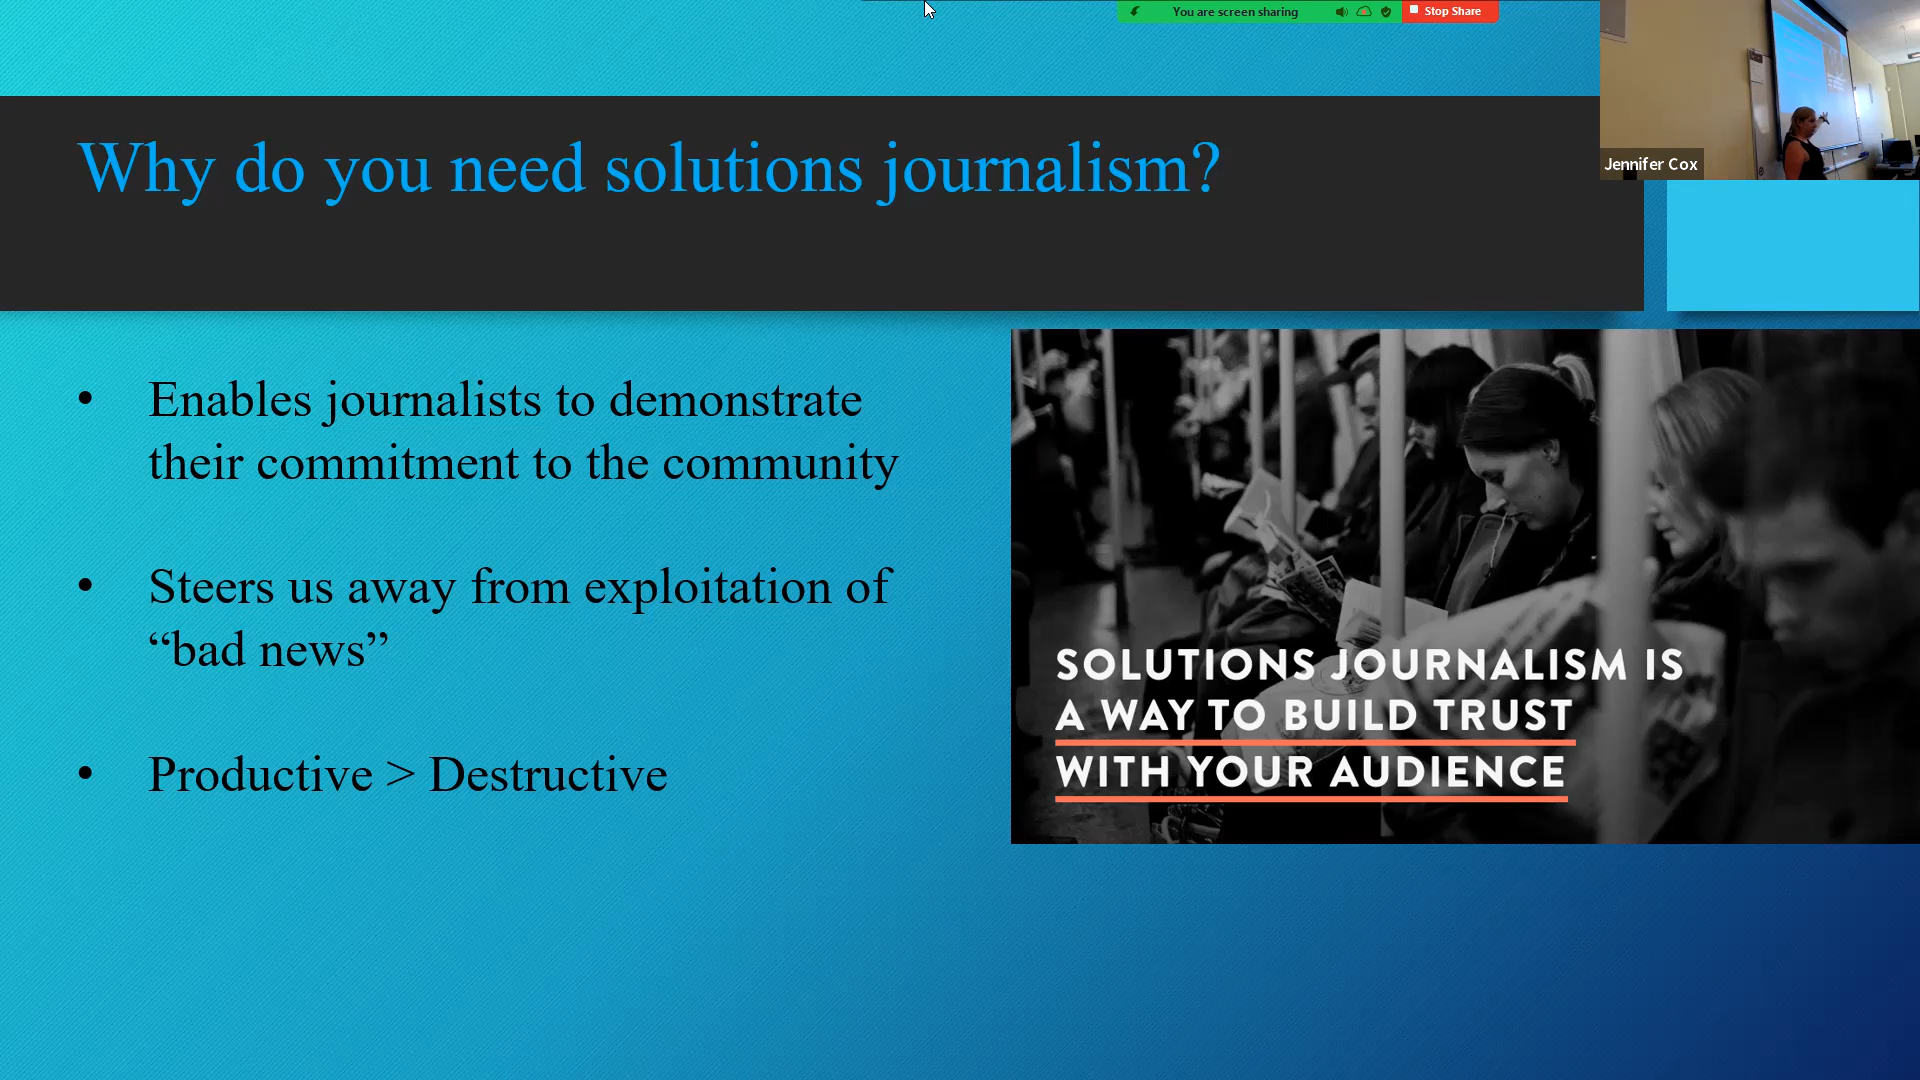 You are screen sharing
Stop Share
Jennifer Cox
Why do you need solutions journalism?
• Enables journalists to demonstrate
their commitment to the community
• Steers us away from exploitation of
“bad news”
• Productive > Destructive
SOLUTIONS JOURNALISM IS
A WAY TO BUILD TRUST
WITH YOUR AUDIENCE